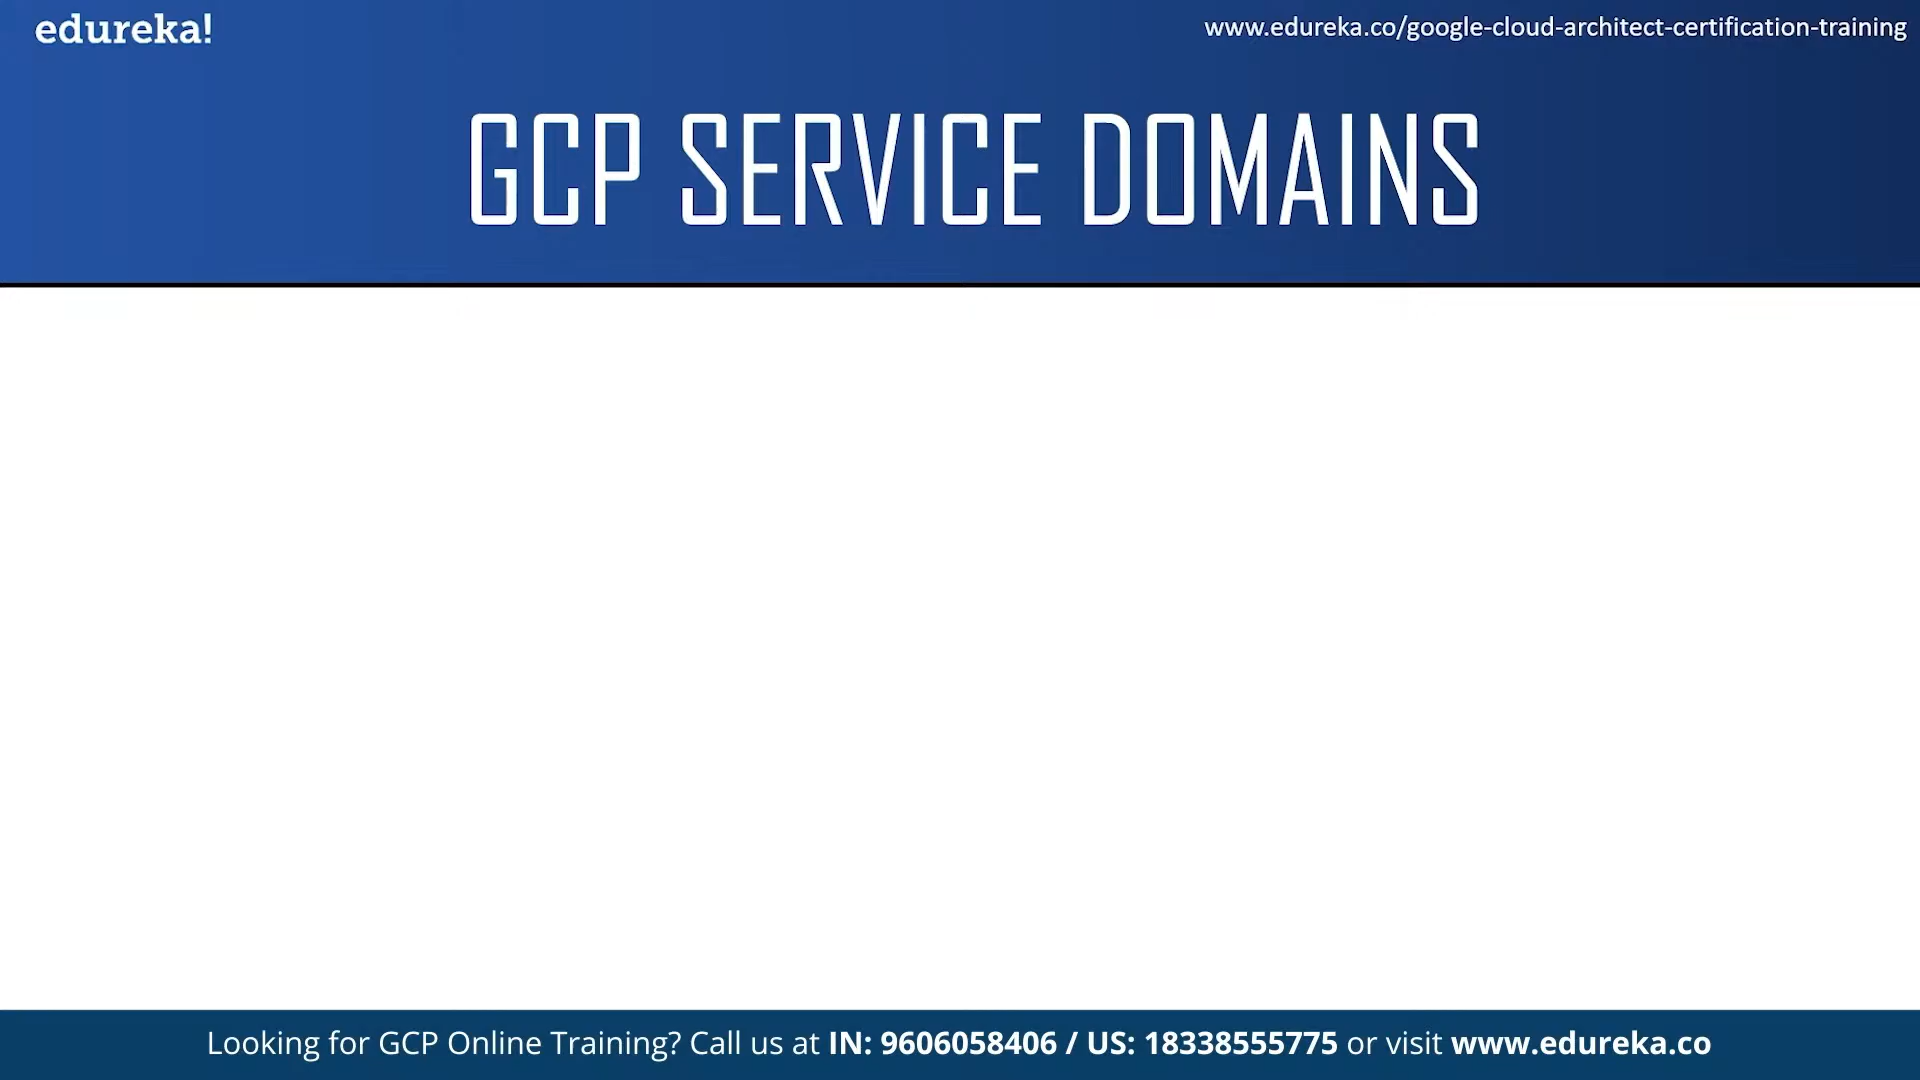 edureka!
www.edureka.co/google-cloud-architect-certification-training
GCP SERVICE DOMAINS
Looking for GCP Online Training? Call us at IN: 9606058406 / US: 18338555775 or visit www.edureka.co